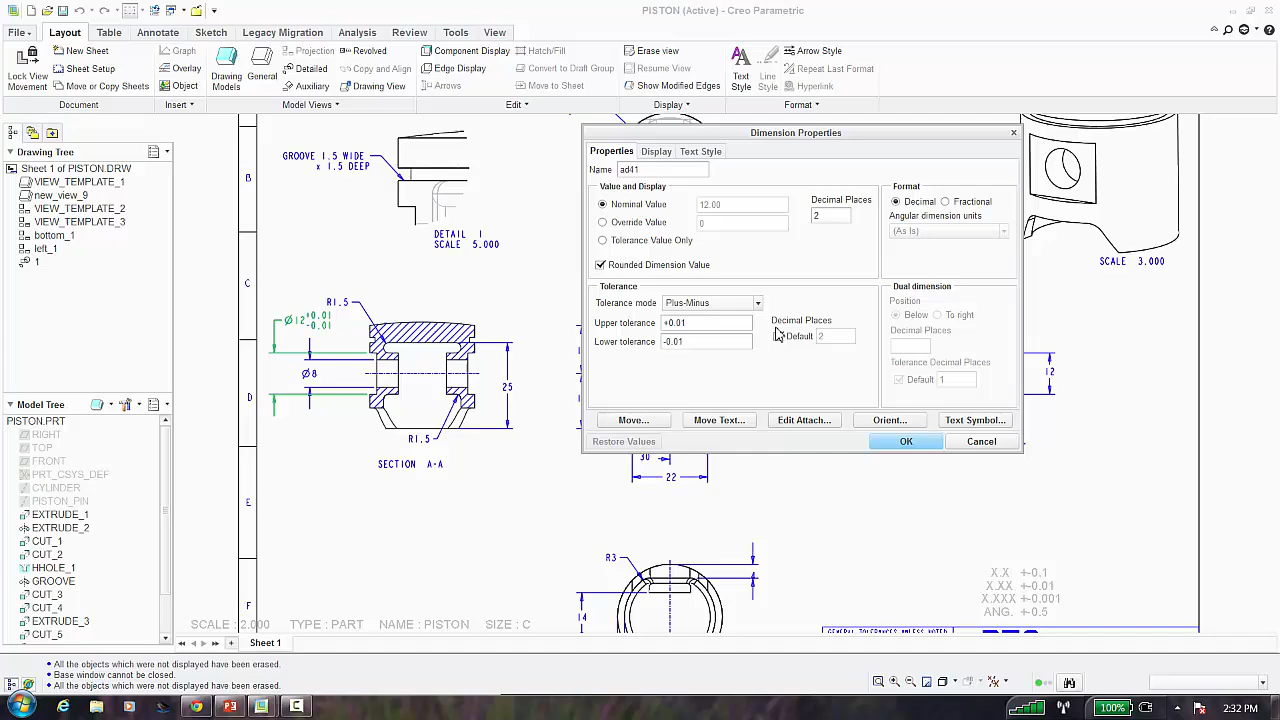 PISTON (Active) - Creo Parametric
File Layout Table Annotate Sketch Legacy Migration Analysis Review Tools View
Lock View Movement
New Sheet
Sheet Setup
Move or Copy Sheets
Document
Graph
Overlay
Object
Insert
Drawing Models
General
Projection
Detailed
Auxiliary
Revolved
Copy and Align
Drawing View
Model Views
Component Display
Edge Display
Arrows
Hatch/Fill
Convert to Draft Group
Move to Sheet
Edit
Erase view
Resume View
Show Modified Edges
Display
Text Style
Line Style
Arrow Style
Repeat Last Format
Hyperlink
Format
Drawing Tree
Sheet 1 of PISTON.DRW
VIEW_TEMPLATE_1
new_view_9
VIEW_TEMPLATE_2
VIEW_TEMPLATE_3
bottom_1
left_1
1
Model Tree
PISTON.PRT
RIGHT
TOP
FRONT
PRT_CSYS_DEF
CYLINDER
PISTON_PIN
EXTRUDE_1
EXTRUDE_2
CUT_1
CUT_2
HHOLE_1
GROOVE
CUT_3
CUT_4
EXTRUDE_3
CUT_5
B
C
D
E
F
GROOVE 1.5 WIDE
x 1.5 DEEP
DETAIL 1
SCALE 5.000
R1.5
Ø12 +0.01
-0.01
Ø8
25
R1.5
SECTION A-A
SCALE 3.000
12
30
22
R3
4
14
X.X +-0.1
X.XX +-0.01
X.XXX +-0.001
ANG. +-0.5
SCALE : 2.000 TYPE : PART NAME : PISTON SIZE : C
GENERAL TOLERANCES UNLESS NOTED
Dimension Properties
Properties Display Text Style
Name ad41
Value and Display
Nominal Value 12.00
Override Value 0
Tolerance Value Only
Rounded Dimension Value
Decimal Places
2
Format
Decimal Fractional
Angular dimension units
(As Is)
Tolerance
Tolerance mode Plus-Minus
Upper tolerance +0.01
Lower tolerance -0.01
Decimal Places
Default 2
Dual dimension
Position
Below To right
Decimal Places
Tolerance Decimal Places
Default 1
Move... Move Text... Edit Attach... Orient... Text Symbol...
Restore Values OK Cancel
Sheet 1
All the objects which were not displayed have been erased.
Base window cannot be closed.
All the objects which were not displayed have been erased.
100%
2:32 PM